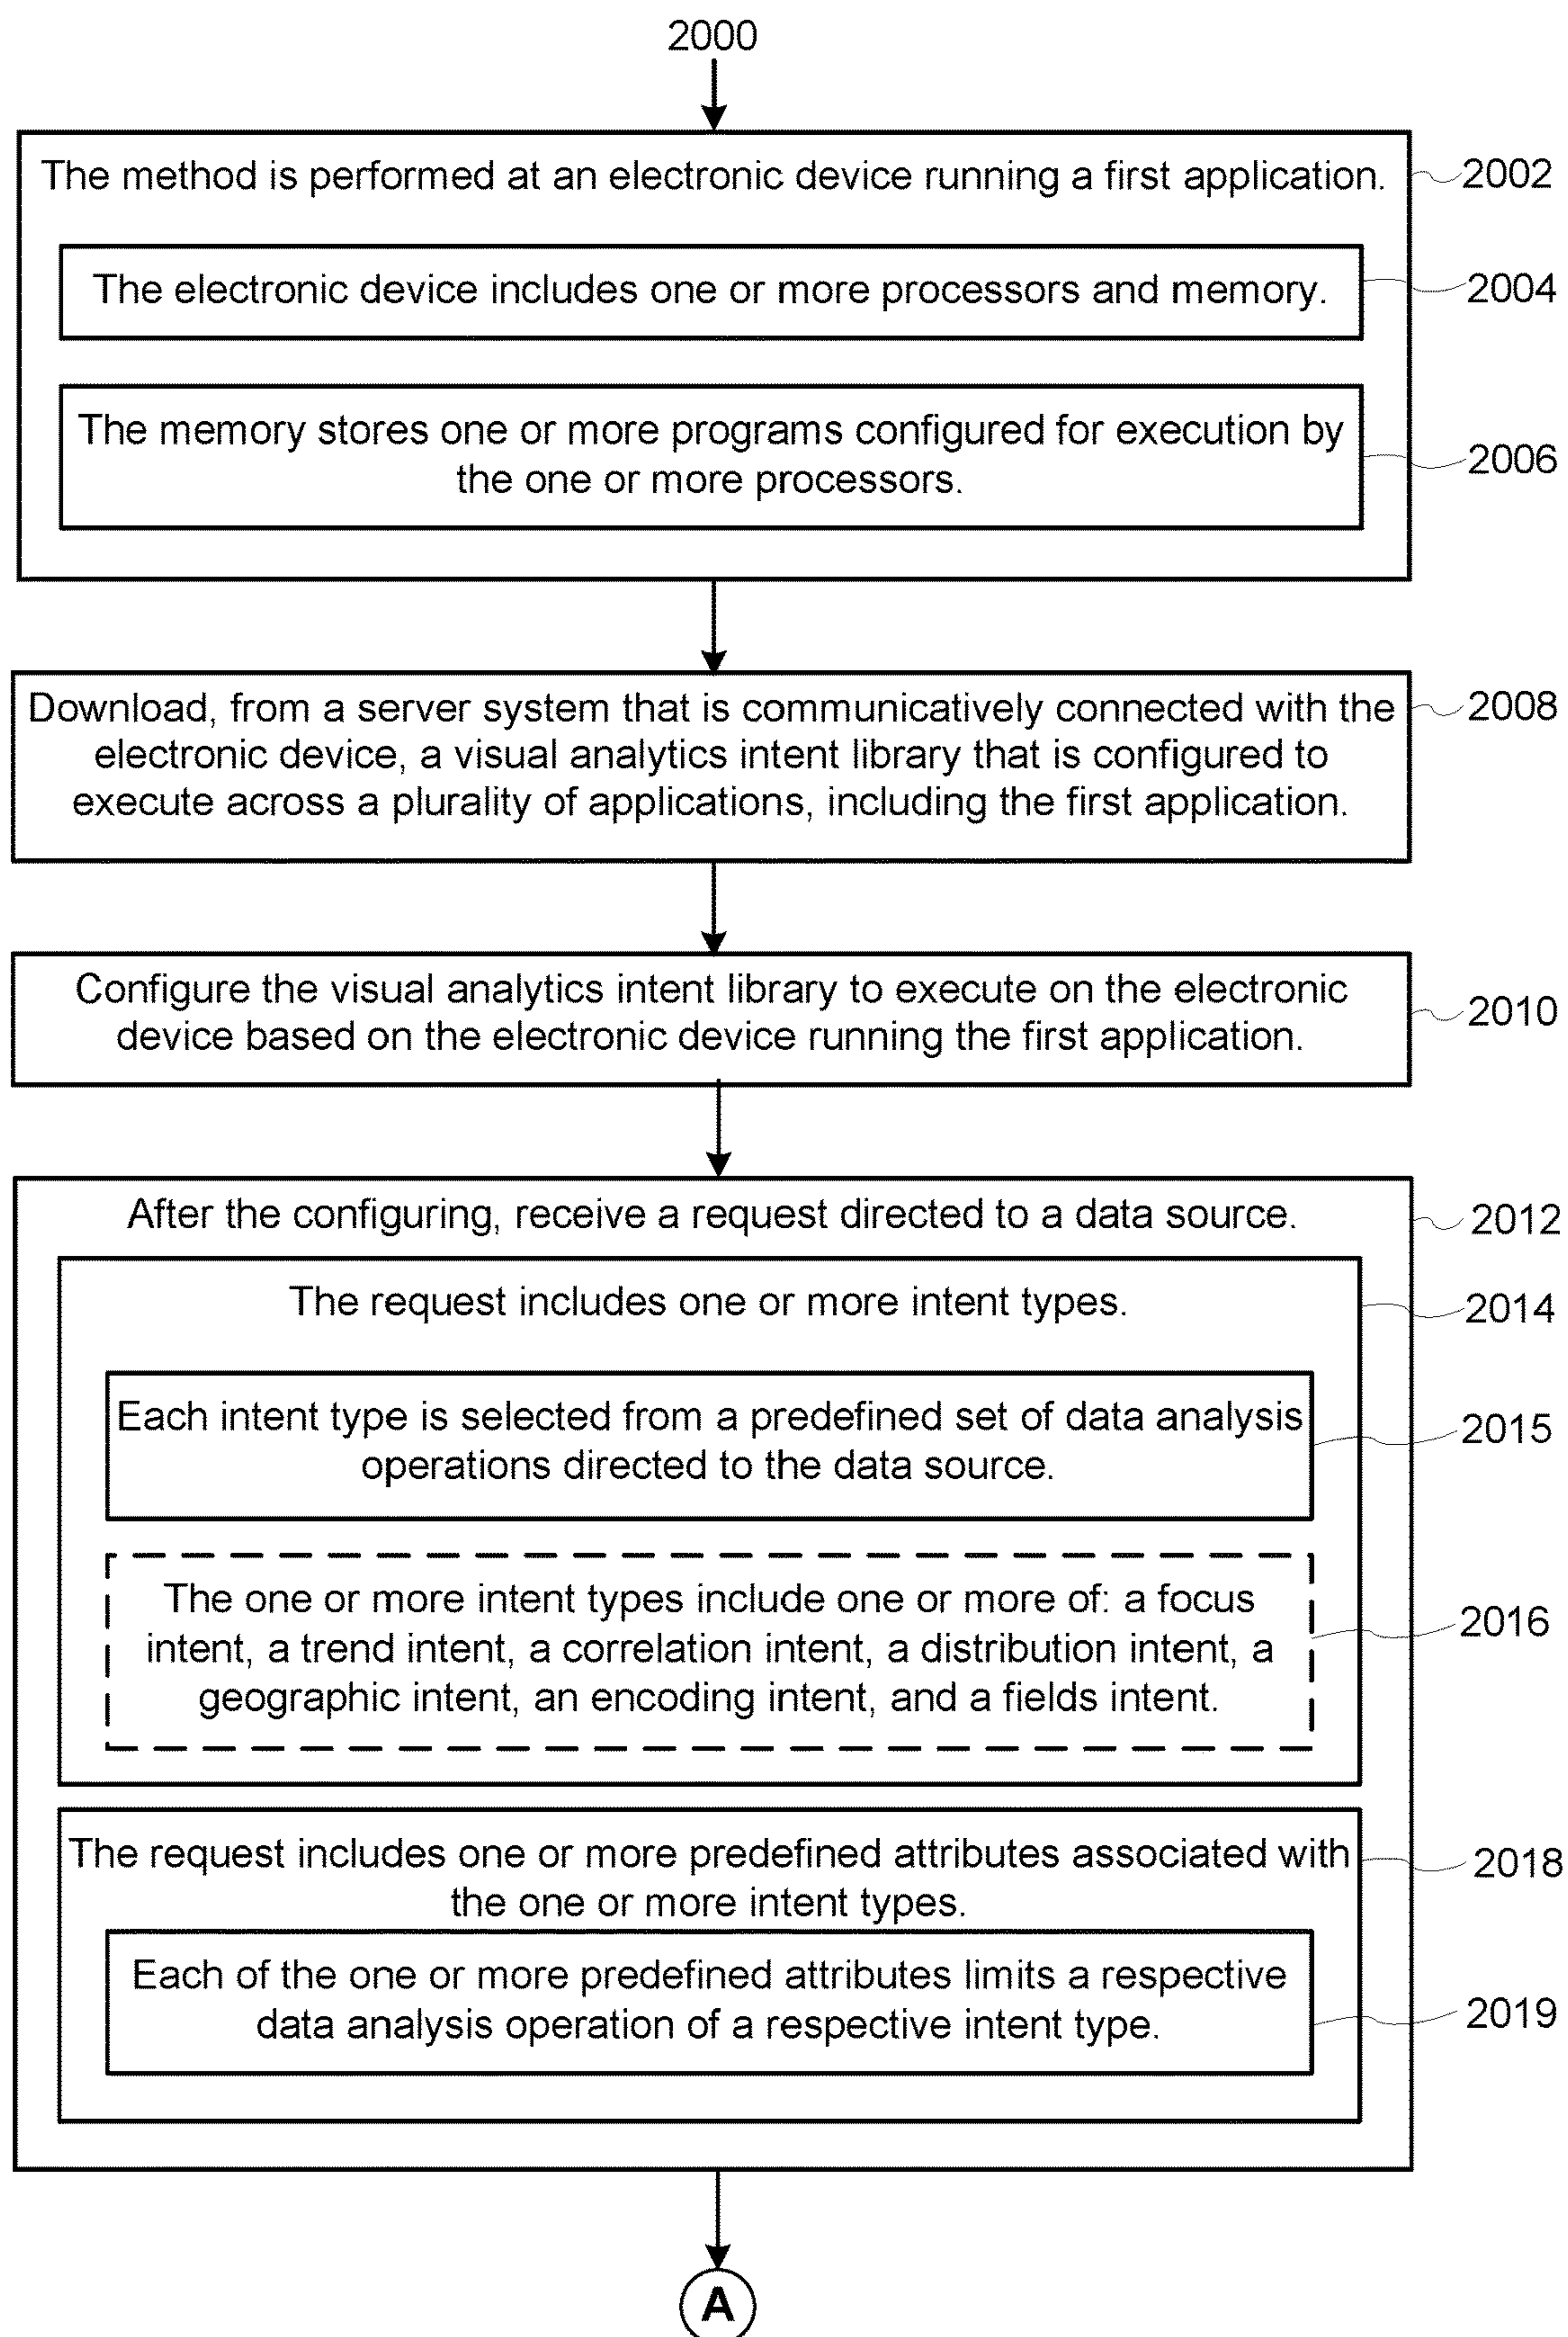 2000
The method is performed at an electronic device running a first application.
2002
The electronic device includes one or more processors and memory.
2004
The memory stores one or more programs configured for execution by
the one or more processors.
2006
Download, from a server system that is communicatively connected with the
electronic device, a visual analytics intent library that is configured to
execute across a plurality of applications, including the first application.
2008
Configure the visual analytics intent library to execute on the electronic
device based on the electronic device running the first application.
2010
After the configuring, receive a request directed to a data source.
2012
The request includes one or more intent types.
2014
Each intent type is selected from a predefined set of data analysis
operations directed to the data source.
2015
The one or more intent types include one or more of: a focus
intent, a trend intent, a correlation intent, a distribution intent, a
geographic intent, an encoding intent, and a fields intent.
2016
The request includes one or more predefined attributes associated with
the one or more intent types.
2018
Each of the one or more predefined attributes limits a respective
data analysis operation of a respective intent type.
2019
A